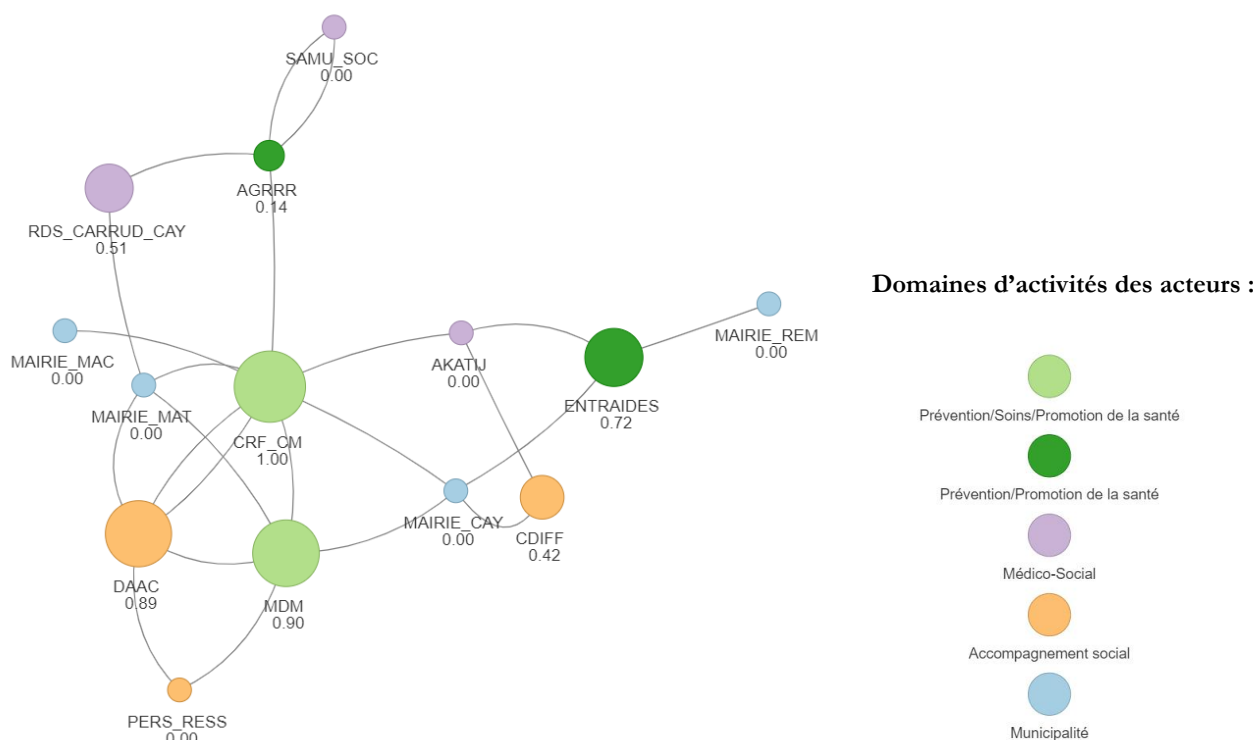 SAMU_SOC
0.00
AGRRR
0.14
RDS_CARRUD_CAY
0.51
MAIRIE_REM
0.00
MAIRIE_MAC
0.00
AKATIJ
0.00
ENTRAIDES
0.72
MAIRIE_MAT
0.00
CRF_CM
1.00
MAIRIE_CAY
0.00
CDIFF
0.42
DAAC
0.89
MDM
0.90
PERS_RESS
0.00
Domaines d'activités des acteurs :
Prévention/Soins/Promotion de la santé
Prévention/Promotion de la santé
Médico-Social
Accompagnement social
Municipalité